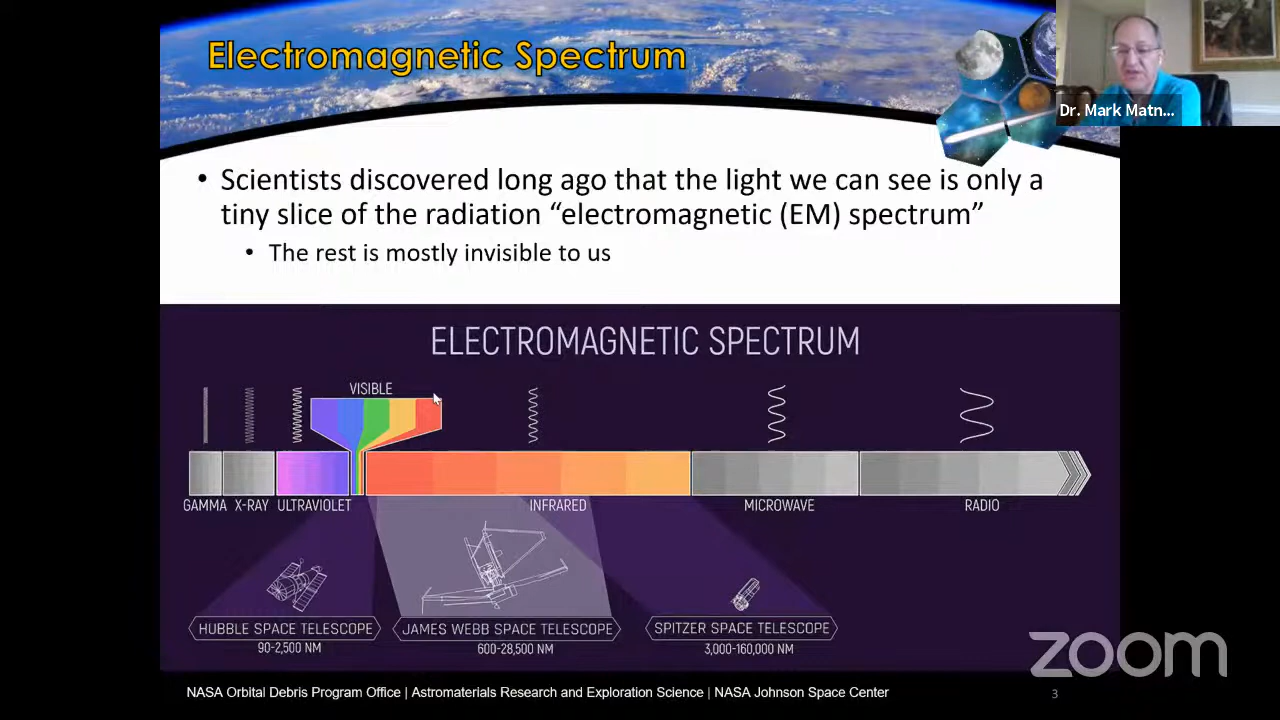 Electromagnetic Spectrum
Dr. Mark Matn...
• Scientists discovered long ago that the light we can see is only a
tiny slice of the radiation “electromagnetic (EM) spectrum”
• The rest is mostly invisible to us
ELECTROMAGNETIC SPECTRUM
VISIBLE
GAMMA X-RAY ULTRAVIOLET INFRARED MICROWAVE RADIO
HUBBLE SPACE TELESCOPE JAMES WEBB SPACE TELESCOPE SPITZER SPACE TELESCOPE
90-2,500 NM 600-28,500 NM 3,000-160,000 NM
zoom
NASA Orbital Debris Program Office | Astromaterials Research and Exploration Science | NASA Johnson Space Center 3